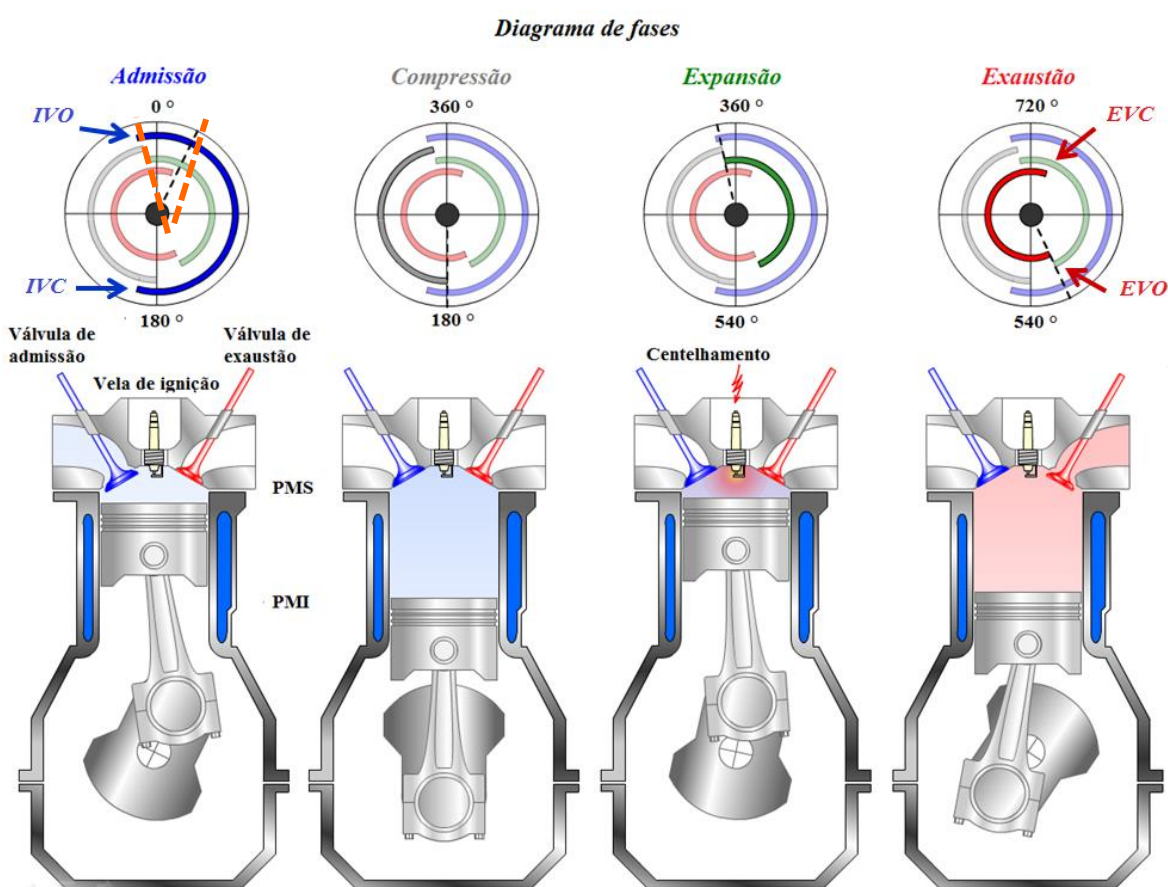 Diagrama de fases
Admissão
Compressão
Expansão
Exaustão
0 °
360 °
360 °
720 °
IVO
EVC
IVC
EVO
180 °
180 °
540 °
540 °
Válvula de
admissão
Válvula de
exaustão
Vela de ignição
Centelhamento
PMS
PMI